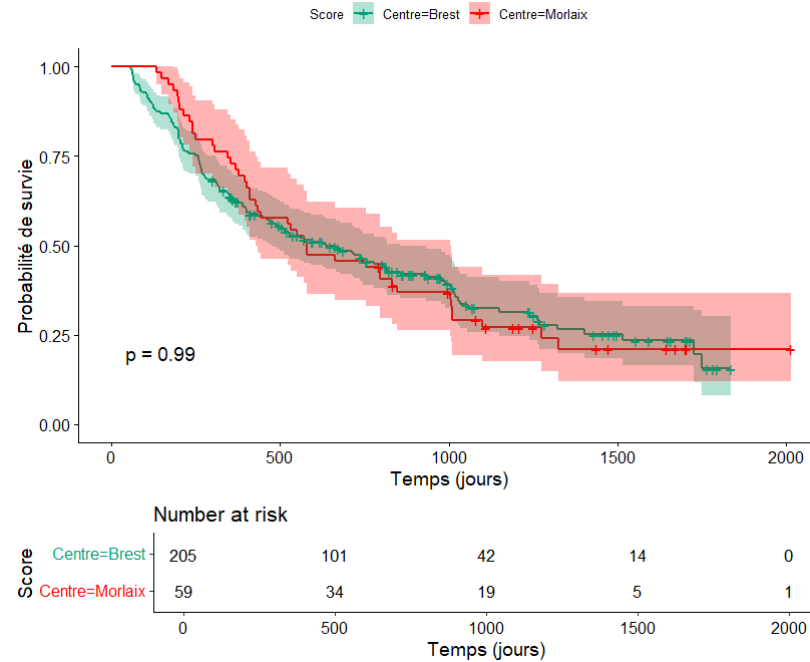 Score Centre=Brest Centre=Morlaix
Probabilité de survie
1.00
0.75
0.50
0.25
0.00
p = 0.99
0 500 1000 1500 2000
Temps (jours)
Number at risk
Score
Centre=Brest 205 101 42 14 0
Centre=Morlaix 59 34 19 5 1
0 500 1000 1500 2000
Temps (jours)